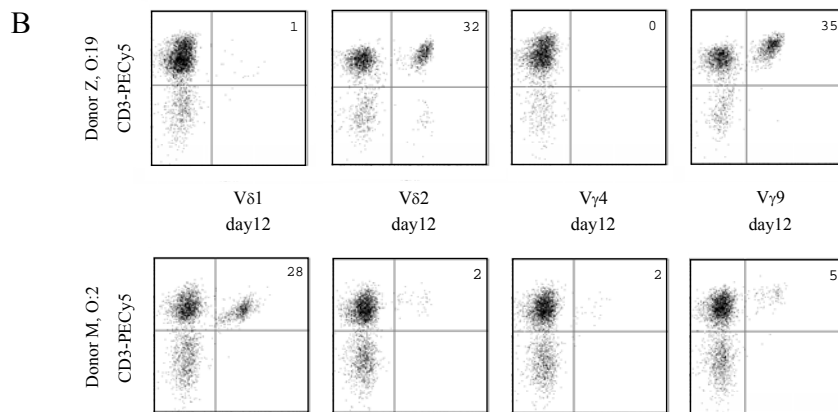 B
Donor Z, O:19
CD3-PECy5
1
32
0
35
Vδ1
day12
Vδ2
day12
Vγ4
day12
Vγ9
day12
Donor M, O:2
CD3-PECy5
28
2
2
5